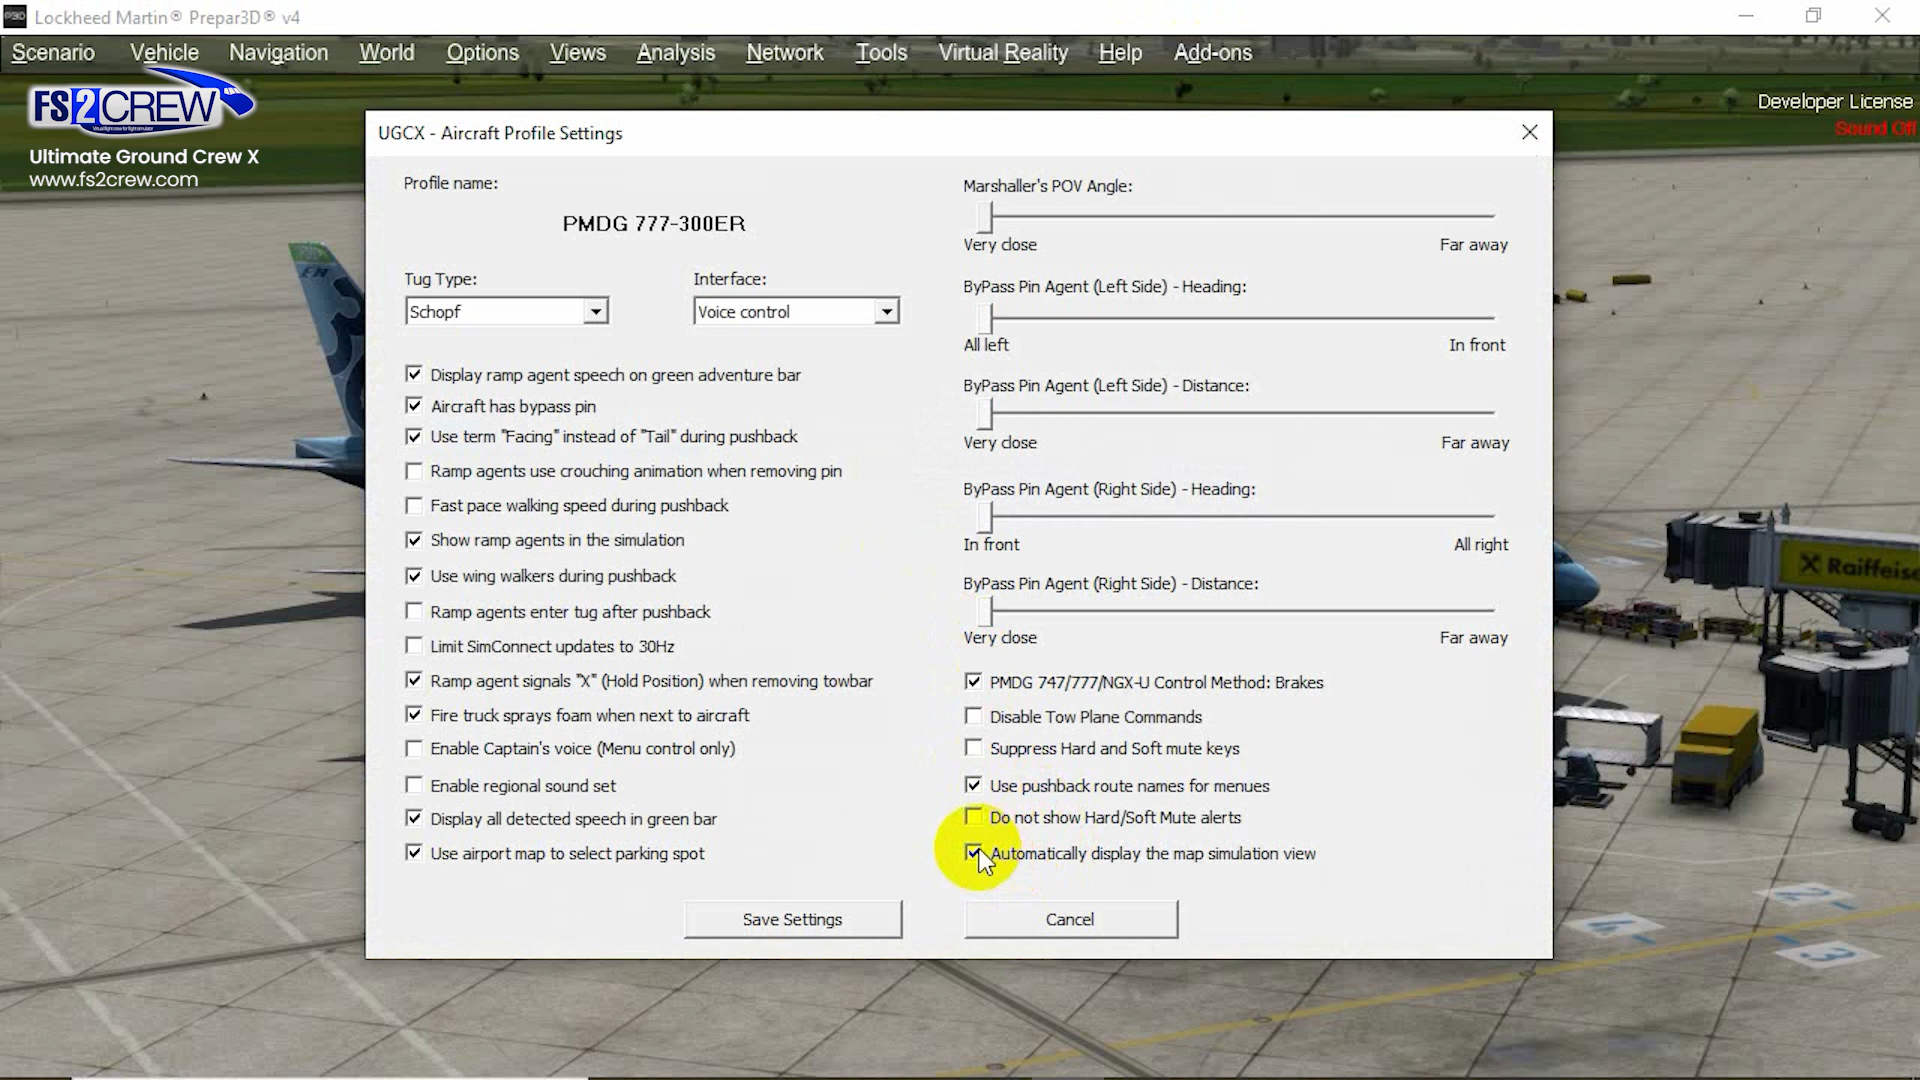 Lockheed Martin® Prepar3D® v4
Scenario Vehicle Navigation World Options Views Analysis Network Tools Virtual Reality Help Add-ons
FS2CREW
Ultimate Ground Crew X
www.fs2crew.com
Developer License
Sound Off
UGCX - Aircraft Profile Settings
Profile name:
PMDG 777-300ER
Tug Type:
Interface:
Schopf
Voice control
Display ramp agent speech on green adventure bar
Aircraft has bypass pin
Use term "Facing" instead of "Tail" during pushback
Ramp agents use crouching animation when removing pin
Fast pace walking speed during pushback
Show ramp agents in the simulation
Use wing walkers during pushback
Ramp agents enter tug after pushback
Limit SimConnect updates to 30Hz
Ramp agent signals "X" (Hold Position) when removing towbar
Fire truck sprays foam when next to aircraft
Enable Captain's voice (Menu control only)
Enable regional sound set
Display all detected speech in green bar
Use airport map to select parking spot
Marshaller's POV Angle:
Very close Far away
ByPass Pin Agent (Left Side) - Heading:
All left In front
ByPass Pin Agent (Left Side) - Distance:
Very close Far away
ByPass Pin Agent (Right Side) - Heading:
In front All right
ByPass Pin Agent (Right Side) - Distance:
Very close Far away
PMDG 747/777/NGX-U Control Method: Brakes
Disable Tow Plane Commands
Suppress Hard and Soft mute keys
Use pushback route names for menues
Do not show Hard/Soft Mute alerts
Automatically display the map simulation view
Save Settings
Cancel
Raiffeise
2
4
3